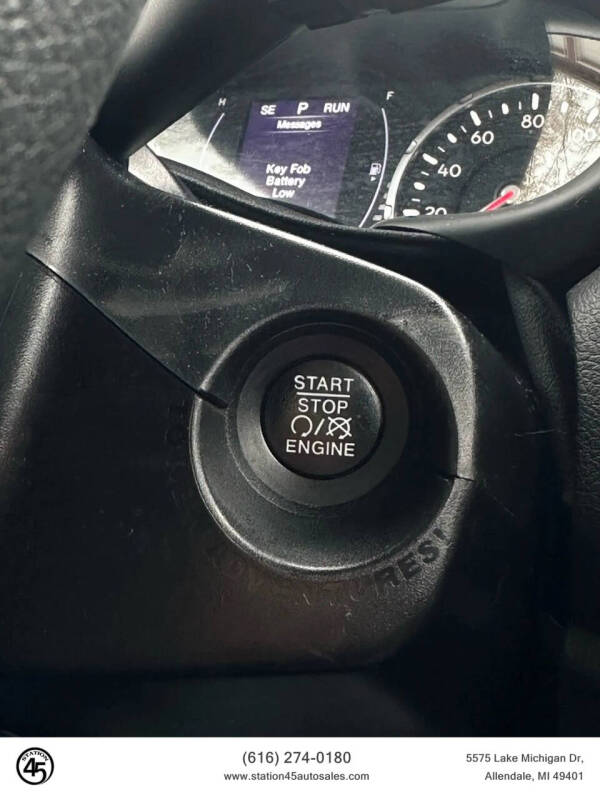 H SE P RUN F
Messages
Key Fob
Battery
Low
20 40 60 80
START
STOP
ENGINE
RES!
STATION
45
(616) 274-0180
www.station45autosales.com
5575 Lake Michigan Dr,
Allendale, MI 49401